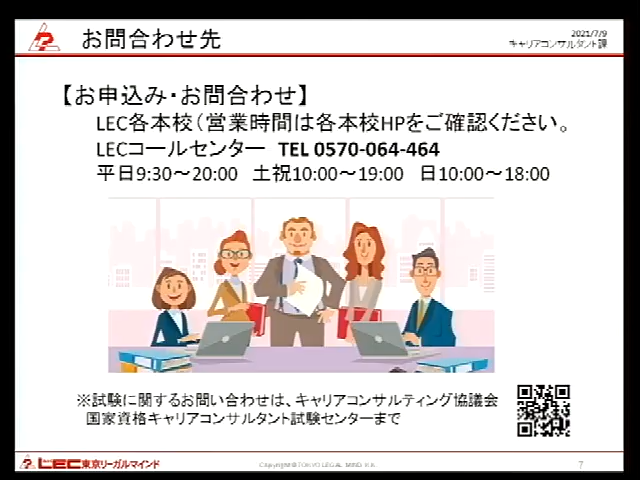 お問合わせ先
2021/7/9
キャリアコンサルタント課
【お申込み・お問合わせ】
LEC各本校(営業時間は各本校HPをご確認ください。
LECコールセンター TEL 0570-064-464
平日9:30～20:00 土祝10:00～19:00 日10:00～18:00
※試験に関するお問い合わせは、キャリアコンサルティング協議会
国家資格キャリアコンサルタント試験センターまで
LEC東京リーガルマインド
7